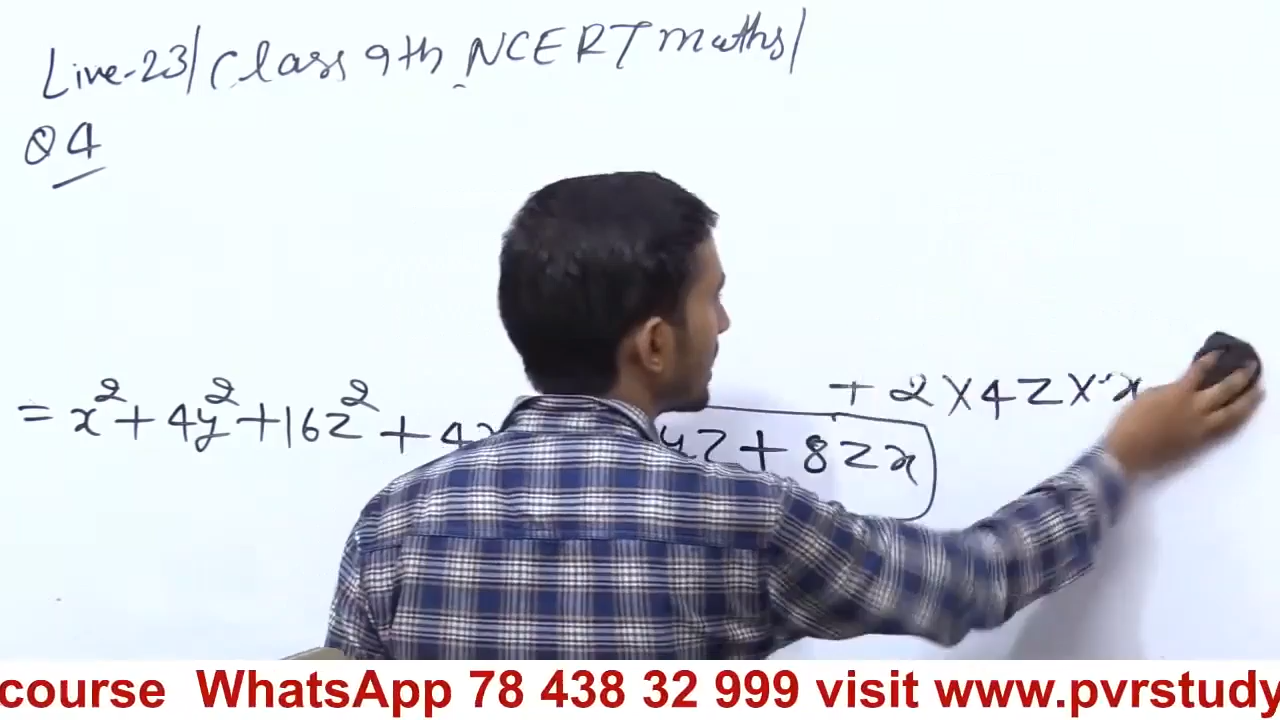 Live-23/Class 9th NCERT maths/
Q4
+ 2×4Z×x
= x²+4y²+16z²+4 yz+8zx
course WhatsApp 78 438 32 999 visit www.pvrstudy